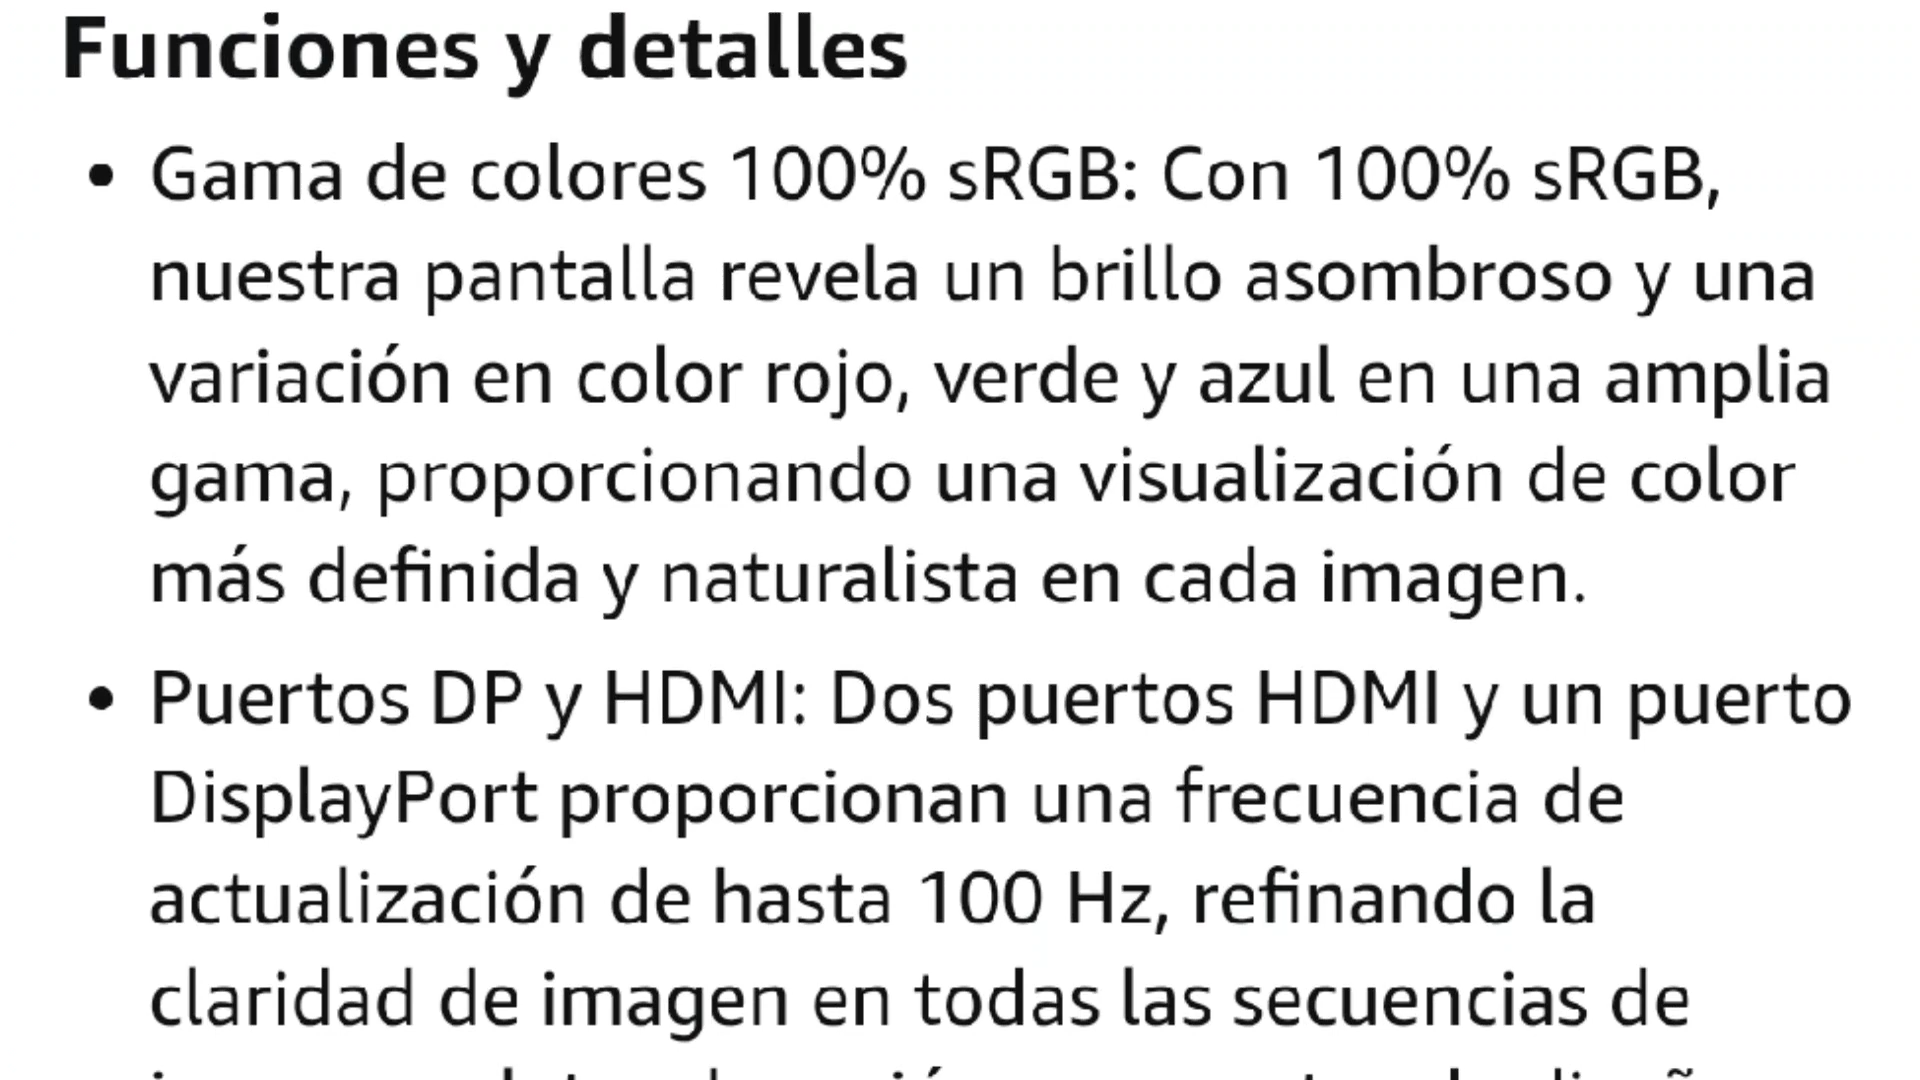 Funciones y detalles
• Gama de colores 100% sRGB: Con 100% sRGB,
nuestra pantalla revela un brillo asombroso y una
variación en color rojo, verde y azul en una amplia
gama, proporcionando una visualización de color
más definida y naturalista en cada imagen.
• Puertos DP y HDMI: Dos puertos HDMI y un puerto
DisplayPort proporcionan una frecuencia de
actualización de hasta 100 Hz, refinando la
claridad de imagen en todas las secuencias de